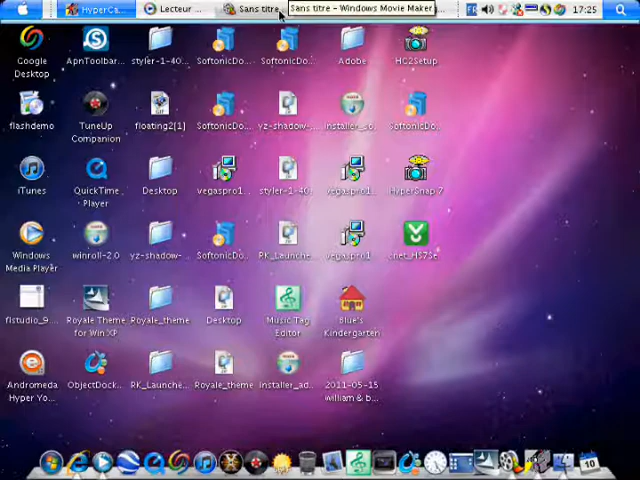 HyperCa...
Lecteur ...
Sans titre
Sans titre - Windows Movie Maker
FR
17:25
Google
Desktop
ApnToolbar...
styler-1-40...
SoftonicDo...
SoftonicDo...
Adobe
HC2Setup
flashdemo
TuneUp
Companion
floating2[1]
SoftonicDo...
yz-shadow-...
Installer_so...
SoftonicDo...
iTunes
QuickTime
Player
Desktop
vegaspro1...
styler-1-40...
vegaspro1...
HyperSnap 7
Windows
Media Player
winroll-2.0
yz-shadow-...
SoftonicDo...
RK_Launche...
vegaspro1...
cnet_HS7Se...
flstudio_9....
Royale Theme
for WinXP
Royale_theme
Desktop
Music Tag
Editor
Blue's
Kindergarten
Andromeda
Hyper Yo...
ObjectDock...
RK_Launche...
Royale_theme
Installer_ad...
2011-05-15
william & b...
10